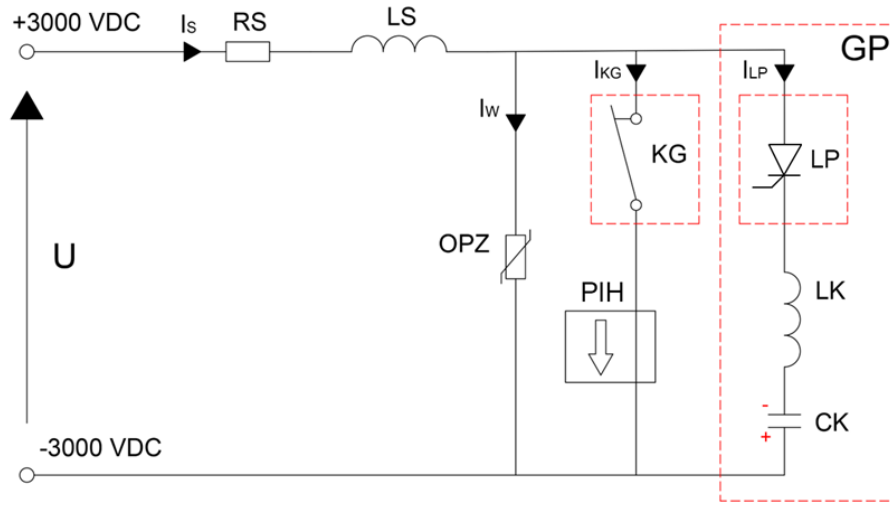 +3000 VDC
IS
RS
LS
GP
IKG
ILP
IW
KG
LP
OPZ
U
PIH
LK
-
CK
+
-3000 VDC